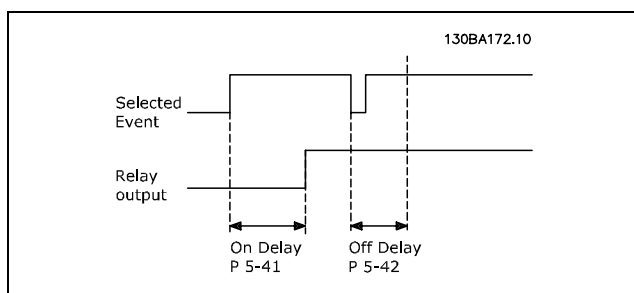 130BA172.10
Selected
Event
Relay
output
On Delay
P 5-41
Off Delay
P 5-42